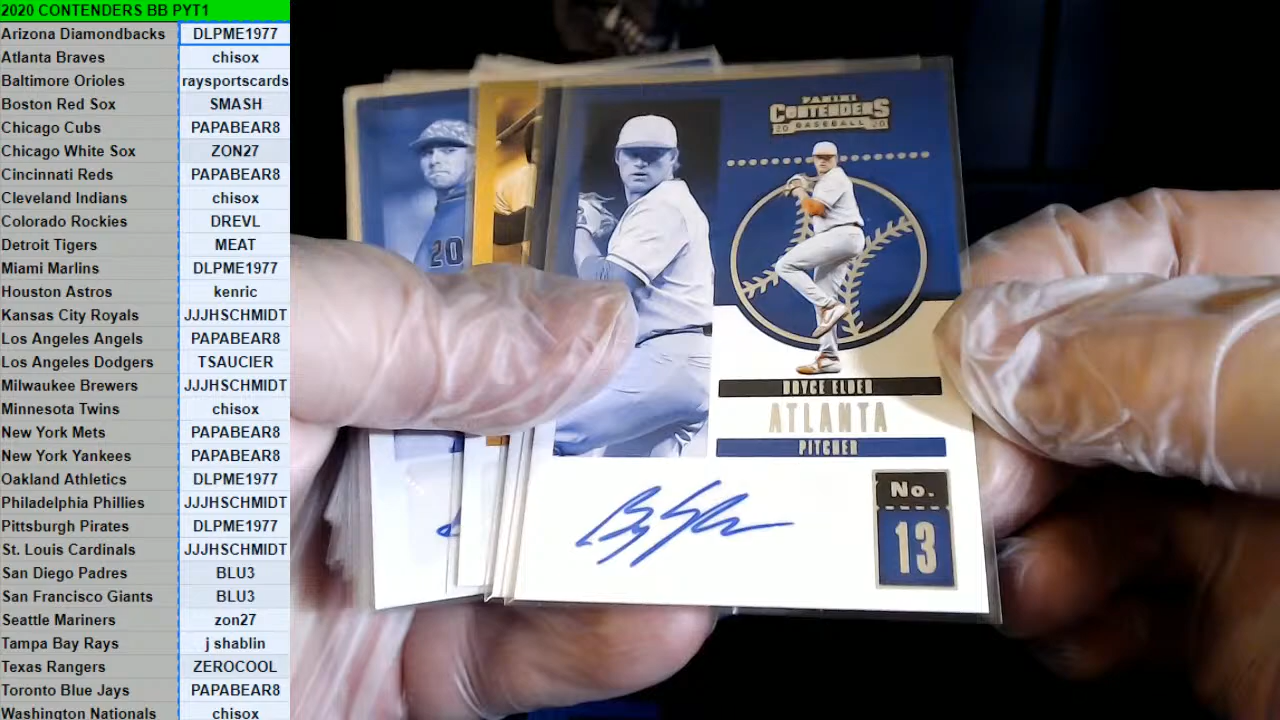 2020 CONTENDERS BB PYT1
Arizona Diamondbacks DLPME1977
Atlanta Braves chisox
Baltimore Orioles raysportscards
Boston Red Sox SMASH
Chicago Cubs PAPABEAR8
Chicago White Sox ZON27
Cincinnati Reds PAPABEAR8
Cleveland Indians chisox
Colorado Rockies DREVL
Detroit Tigers MEAT
Miami Marlins DLPME1977
Houston Astros kenric
Kansas City Royals JJJHSCHMIDT
Los Angeles Angels PAPABEAR8
Los Angeles Dodgers TSAUCIER
Milwaukee Brewers JJJHSCHMIDT
Minnesota Twins chisox
New York Mets PAPABEAR8
New York Yankees PAPABEAR8
Oakland Athletics DLPME1977
Philadelphia Phillies JJJHSCHMIDT
Pittsburgh Pirates DLPME1977
St. Louis Cardinals JJJHSCHMIDT
San Diego Padres BLU3
San Francisco Giants BLU3
Seattle Mariners zon27
Tampa Bay Rays j shablin
Texas Rangers ZEROCOOL
Toronto Blue Jays PAPABEAR8
Washington Nationals chisox
20
PANINI
CONTENDERS
20 BASEBALL 20
BRYCE ELDER
ATLANTA
PITCHER
No.
13